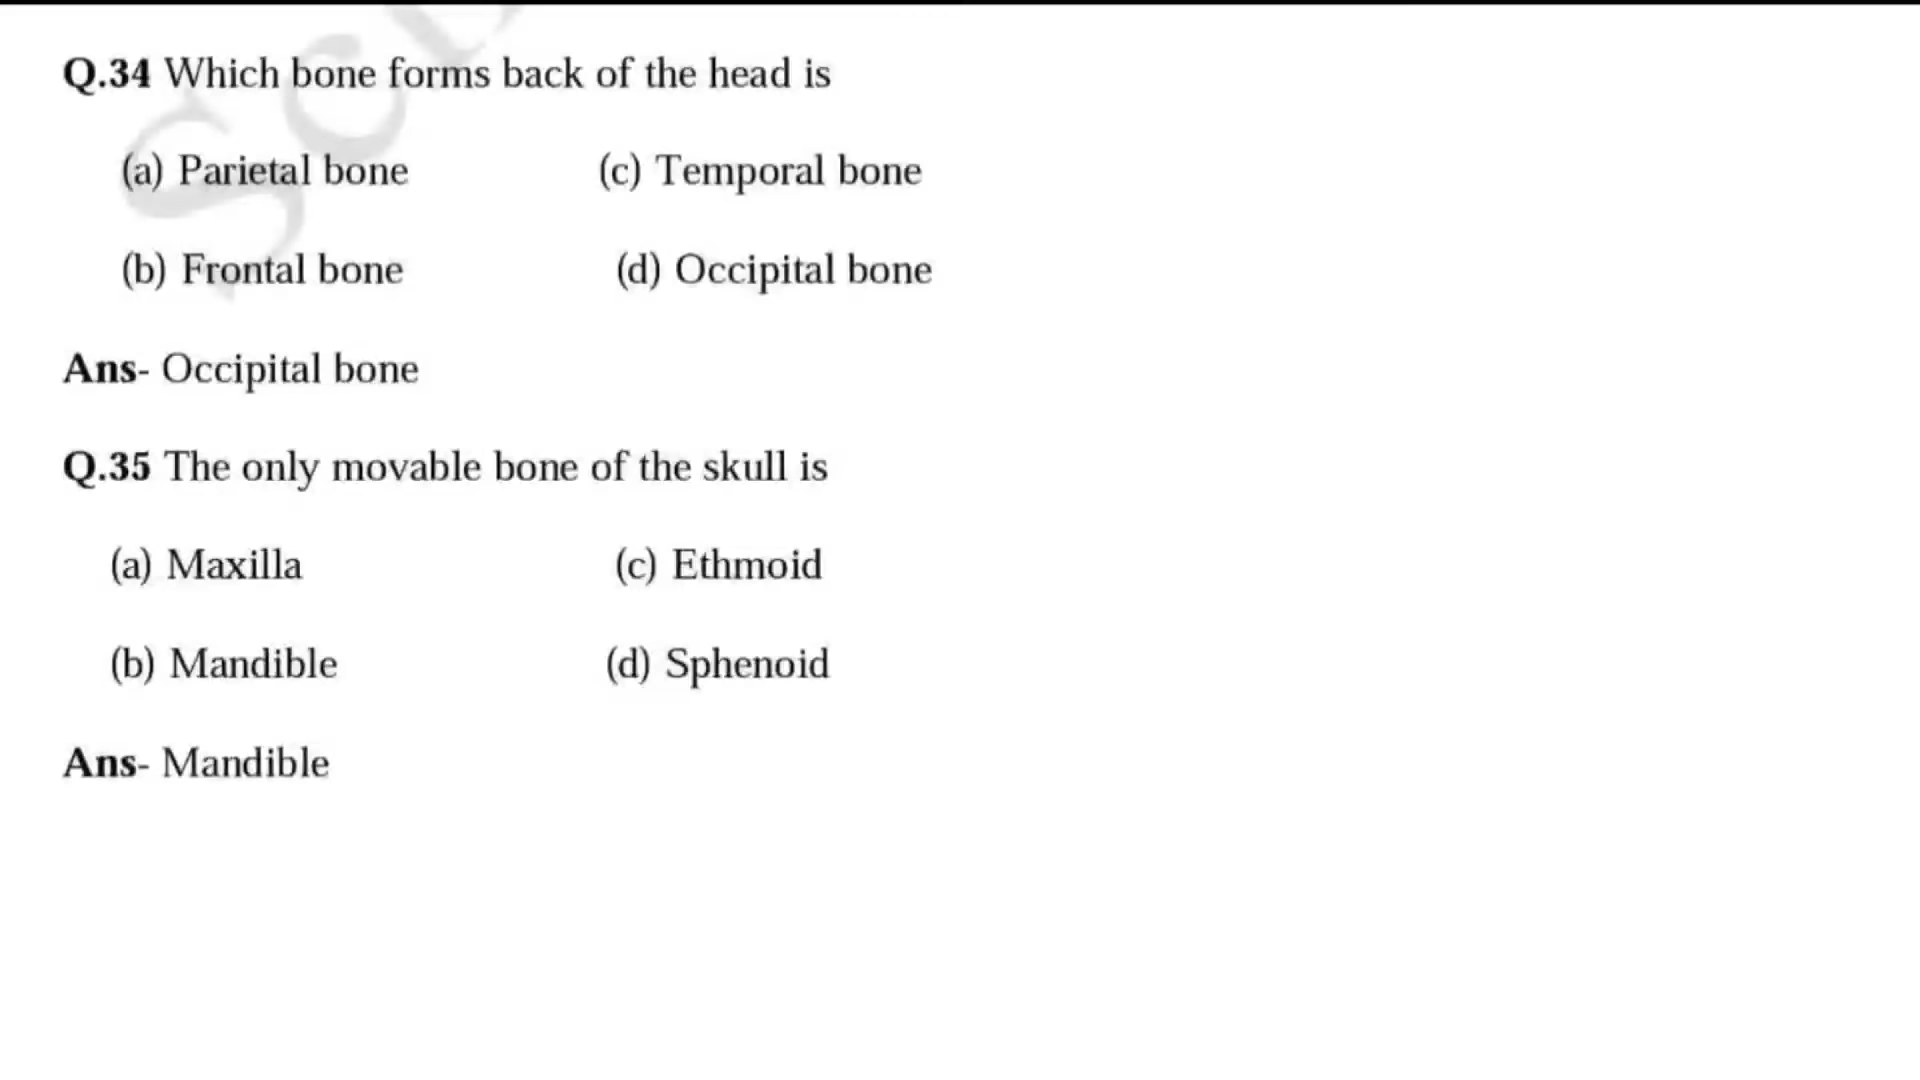 Q.34 Which bone forms back of the head is
(a) Parietal bone (c) Temporal bone
(b) Frontal bone (d) Occipital bone
Ans- Occipital bone
Q.35 The only movable bone of the skull is
(a) Maxilla (c) Ethmoid
(b) Mandible (d) Sphenoid
Ans- Mandible